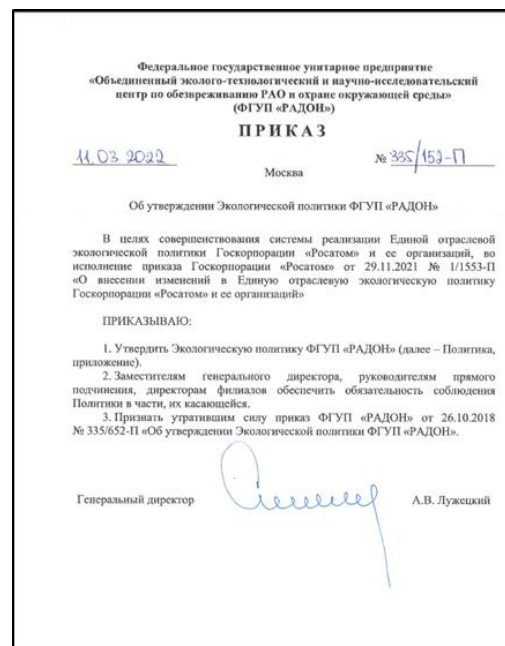 Федеральное государственное унитарное предприятие
«Объединенный эколого-технологический и научно-исследовательский
центр по обезвреживанию РАО и охране окружающей среды»
(ФГУП «РАДОН»)
ПРИКАЗ
11.03.2022 № 335/152-П
Москва
Об утверждении Экологической политики ФГУП «РАДОН»
В целях совершенствования системы реализации Единой отраслевой
экологической политики Госкорпорации «Росатом» и ее организаций, во
исполнение приказа Госкорпорации «Росатом» от 29.11.2021 № 1/1553-П
«О внесении изменений в Единую отраслевую экологическую политику
Госкорпорации «Росатом» и ее организаций»
ПРИКАЗЫВАЮ:
1. Утвердить Экологическую политику ФГУП «РАДОН» (далее – Политика,
приложение).
2. Заместителям генерального директора, руководителям прямого
подчинения, директорам филиалов обеспечить обязательность соблюдения
Политики в части, их касающейся.
3. Признать утратившим силу приказ ФГУП «РАДОН» от 26.10.2018
№ 335/652-П «Об утверждении Экологической политики ФГУП «РАДОН».
Генеральный директор А.В. Лужецкий